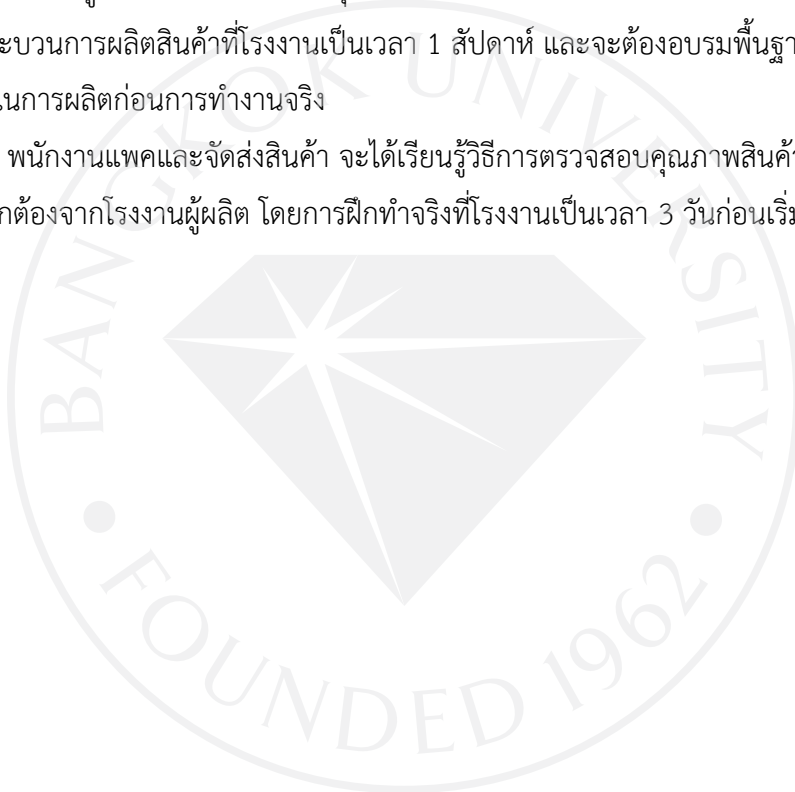 ะบวนการผลิตสินค้าที่โรงงานเป็นเวลา 1 สัปดาห์ และจะต้องอบรมพื้นฐา
นการผลิตก่อนการทำงานจริง
พนักงานแพคและจัดส่งสินค้า จะได้เรียนรู้วิธีการตรวจสอบคุณภาพสินค้า
กต้องจากโรงงานผู้ผลิต โดยการฝึกทำจริงที่โรงงานเป็นเวลา 3 วันก่อนเริ่ม
BANGKOK UNIVERSITY
FOUNDED 1962